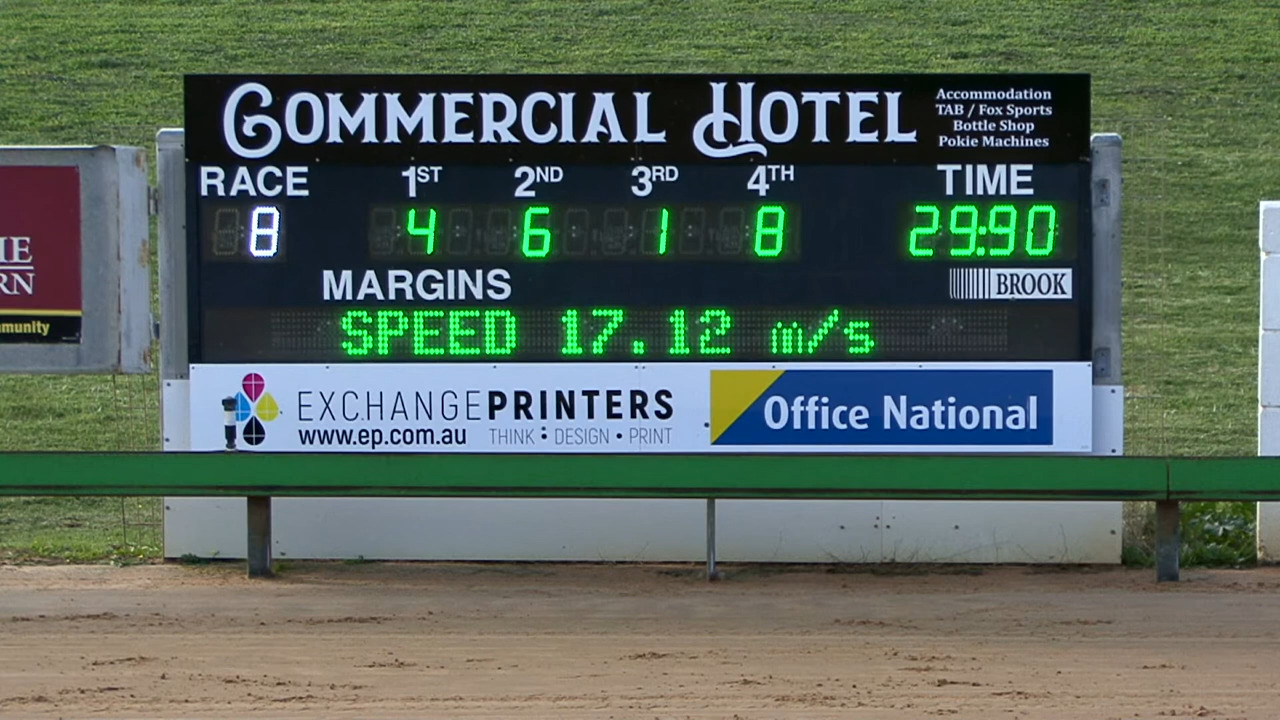 COMMERCIAL HOTEL
Accommodation
TAB / Fox Sports
Bottle Shop
Pokie Machines
RACE 1ST 2ND 3RD 4TH TIME
8 4 6 1 8 29:90
MARGINS
BROOK
SPEED 17.12 m/s
EXCHANGEPRINTERS
www.ep.com.au THINK : DESIGN • PRINT
Office National